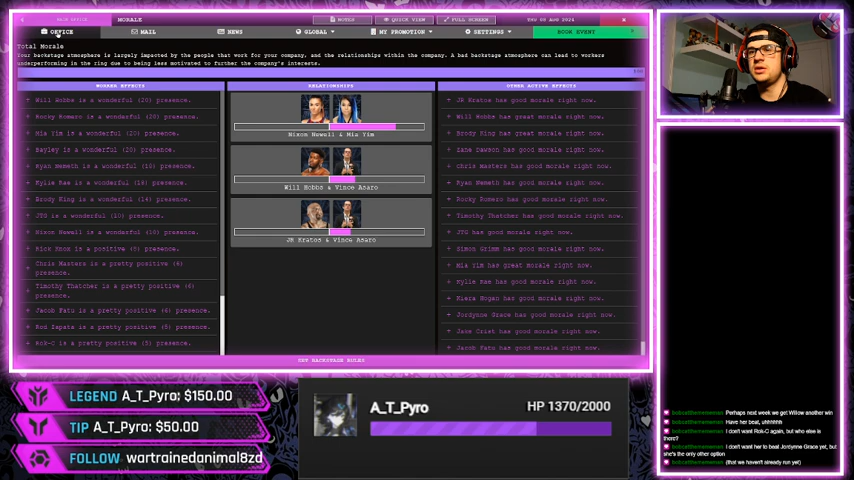 MAIN OFFICE
MORALE
NOTES
QUICK VIEW
FULL SCREEN
THU 08 AUG 2024
OFFICE
MAIL
NEWS
GLOBAL
MY PROMOTION
SETTINGS
BOOK EVENT
Total Morale
Your backstage atmosphere is largely impacted by the people that work for your company, and the relationships within the company. A bad backstage atmosphere can lead to workers
underperforming in the ring due to being less motivated to further the company's interests.
WORKER EFFECTS
+ Will Hobbs is a wonderful (20) presence.
+ Rocky Romero is a wonderful (20) presence.
+ Mia Yim is a wonderful (20) presence.
+ Bayley is a wonderful (20) presence.
+ Ryan Nemeth is a wonderful (18) presence.
+ Kylie Rae is a wonderful (16) presence.
+ Brody King is a wonderful (14) presence.
+ JTG is a wonderful (10) presence.
+ Nixon Newell is a wonderful (10) presence.
+ Rick Knox is a positive (5) presence.
+ Chris Masters is a pretty positive (6)
presence.
+ Timothy Thatcher is a pretty positive (6)
presence.
+ Jacob Fatu is a pretty positive (6) presence.
+ Rod Zapata is a pretty positive (5) presence.
+ Rok-C is a pretty positive (5) presence.
RELATIONSHIPS
Nixon Newell & Mia Yim
Will Hobbs & Vince Asaro
JR Kratos & Vince Asaro
OTHER ACTIVE EFFECTS
+ JR Kratos has good morale right now.
+ Will Hobbs has great morale right now.
+ Brody King has great morale right now.
+ Zane Dawson has good morale right now.
+ Chris Masters has good morale right now.
+ Ryan Nemeth has good morale right now.
+ Rocky Romero has good morale right now.
+ Timothy Thatcher has good morale right now.
+ JTG has good morale right now.
+ Simon Grimm has good morale right now.
+ Mia Yim has great morale right now.
+ Kylie Rae has great morale right now.
+ Kiera Hogan has great morale right now.
+ Jordynne Grace has great morale right now.
+ Jake Crist has good morale right now.
+ Jacob Fatu has good morale right now.
SET BACKSTAGE RULES
LEGEND A_T_Pyro: $150.00
TIP A_T_Pyro: $50.00
FOLLOW wartrainedanimal8zd
A_T_Pyro
HP 1370/2000
Perhaps next week we get Willow another win
Have her beat, uhhhhhh
I don't want Rok-C again, but who else is
there?
I don't want her to beat Jordynne Grace yet, but
she's the only other option
(that we haven't already run yet)